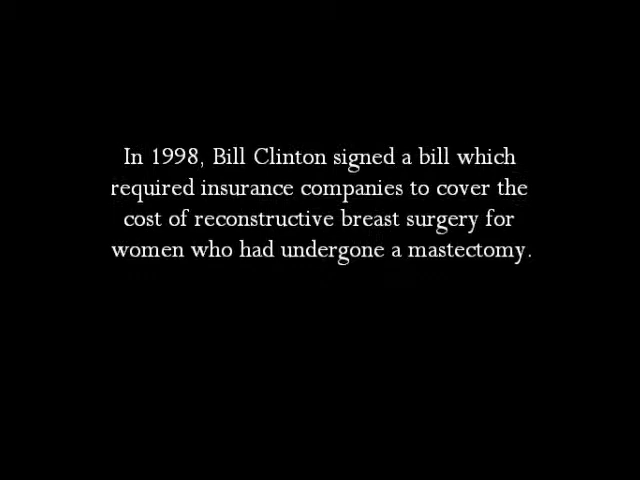 In 1998, Bill Clinton signed a bill which
required insurance companies to cover the
cost of reconstructive breast surgery for
women who had undergone a mastectomy.